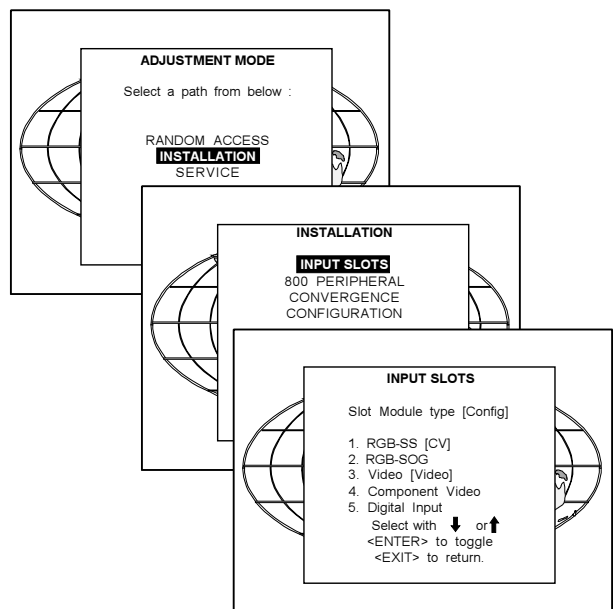 ADJUSTMENT MODE
Select a path from below :
RANDOM ACCESS
INSTALLATION
SERVICE
INSTALLATION
INPUT SLOTS
800 PERIPHERAL
CONVERGENCE
CONFIGURATION
INPUT SLOTS
Slot Module type [Config]
1. RGB-SS [CV]
2. RGB-SOG
3. Video [Video]
4. Component Video
5. Digital Input
Select with ↓ or ↑
<ENTER> to toggle
<EXIT> to return.